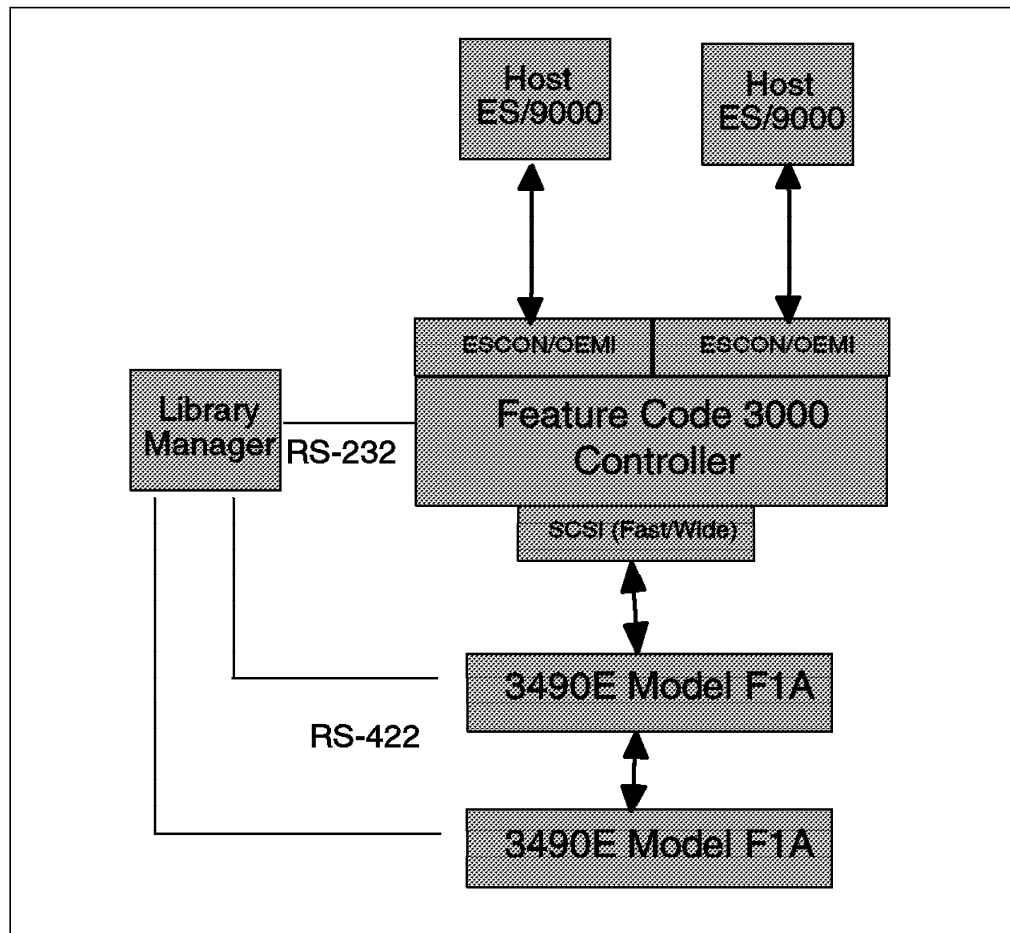 Host
ES/9000
Host
ES/9000
ESCON/OEMI
ESCON/OEMI
Library
Manager
RS-232
Feature Code 3000
Controller
SCSI (Fast/Wide)
3490E Model F1A
RS-422
3490E Model F1A